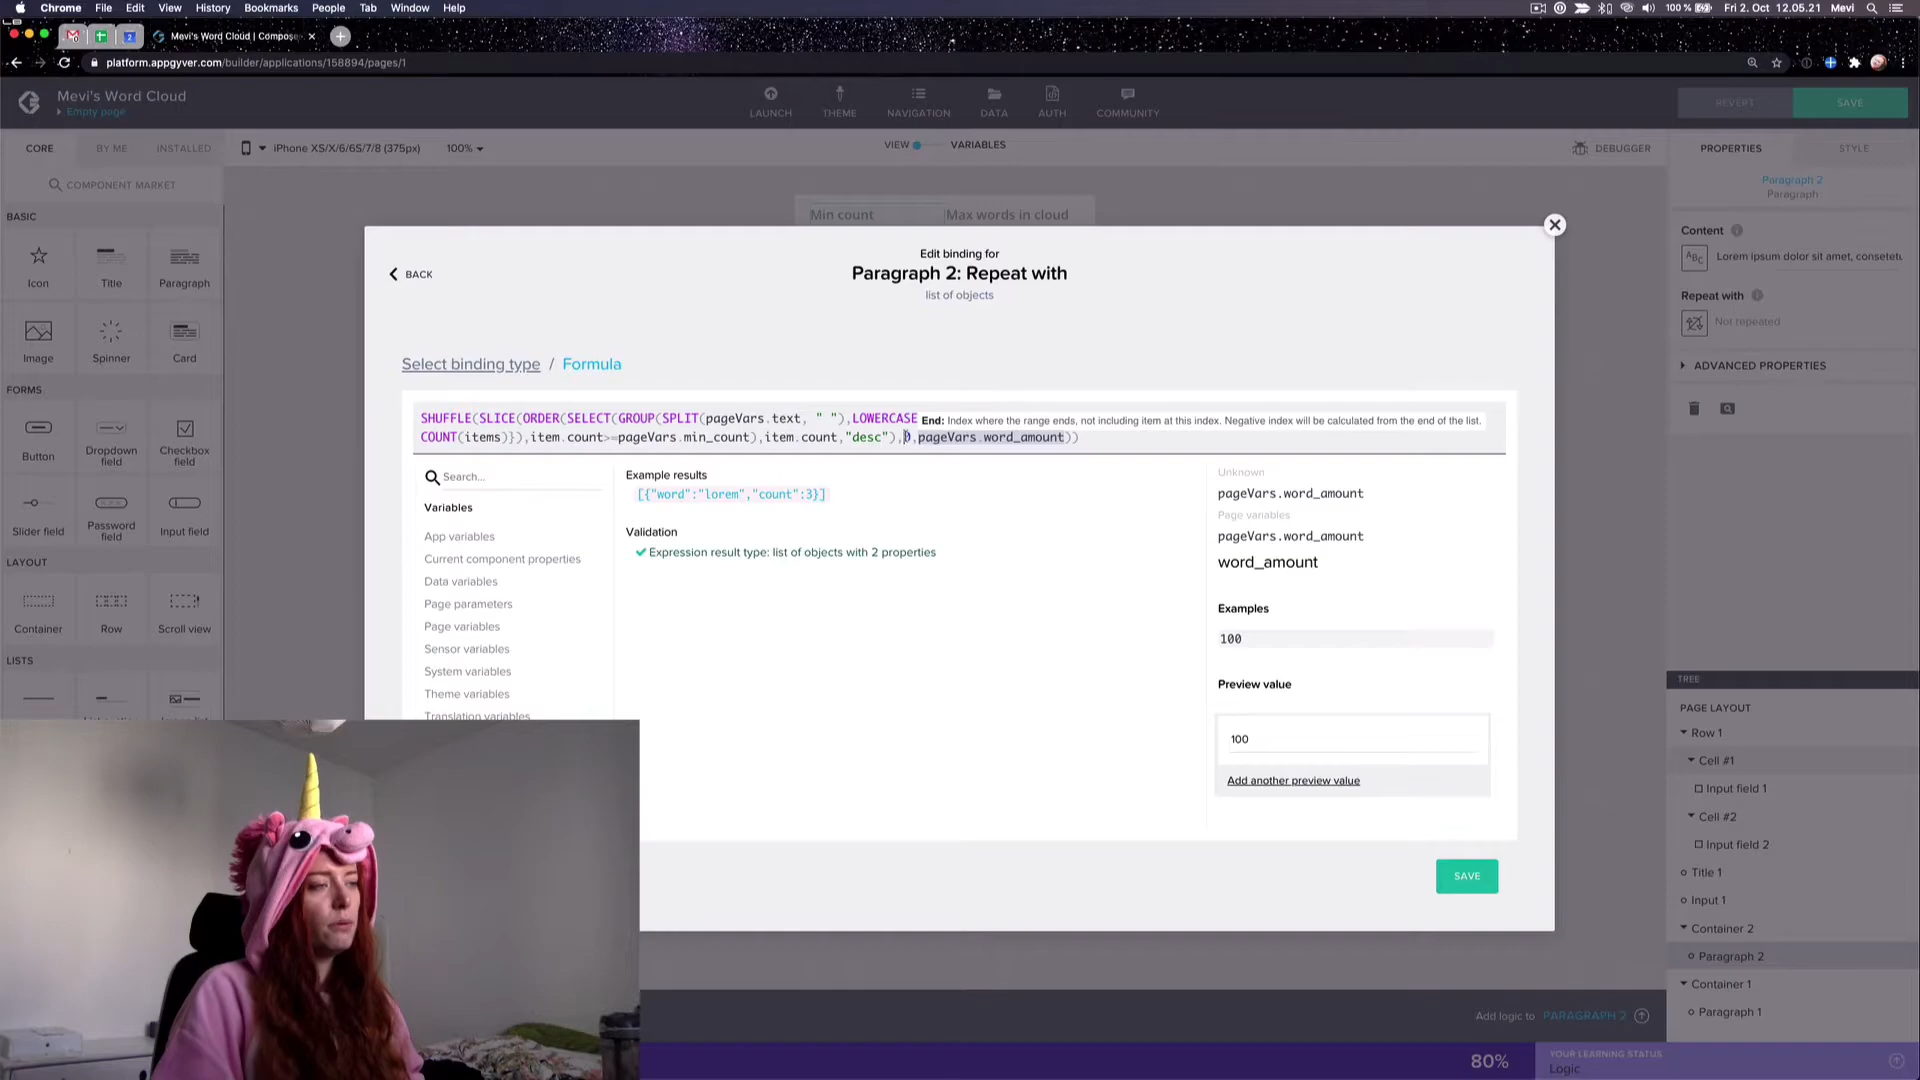 Chrome File Edit View History Bookmarks People Tab Window Help
100 % Fri 2. Oct 12.05.21 Mevi
Mevi's Word Cloud | Compose
platform.appgyver.com/builder/applications/158894/pages/1
Mevi's Word Cloud
Empty page
LAUNCH THEME NAVIGATION DATA AUTH COMMUNITY
REVERT SAVE
CORE BY ME INSTALLED
iPhone XS/X/6/6S/7/8 (375px) 100%
VIEW VARIABLES
DEBUGGER
PROPERTIES STYLE
COMPONENT MARKET
BASIC
Icon Title Paragraph
Image Spinner Card
FORMS
Button Dropdown field Checkbox field
Slider field Password field Input field
LAYOUT
Container Row Scroll view
LISTS
Min count Max words in cloud
BACK
Edit binding for
Paragraph 2: Repeat with
list of objects
Select binding type / Formula
SHUFFLE(SLICE(ORDER(SELECT(GROUP(SPLIT(pageVars.text, " "),LOWERCASE
End: Index where the range ends, not including item at this index. Negative index will be calculated from the end of the list.
COUNT(items)}),item.count>=pageVars.min_count),item.count,"desc"),0,pageVars.word_amount))
Search...
Variables
App variables
Current component properties
Data variables
Page parameters
Page variables
Sensor variables
System variables
Theme variables
Translation variables
Example results
[{"word":"lorem","count":3}]
Validation
Expression result type: list of objects with 2 properties
Unknown
pageVars.word_amount
Page variables
pageVars.word_amount
word_amount
Examples
100
Preview value
100
Add another preview value
SAVE
Paragraph 2
Paragraph
Content
ABC Lorem ipsum dolor sit amet, consetetu
Repeat with
Not repeated
ADVANCED PROPERTIES
TREE
PAGE LAYOUT
Row 1
Cell #1
Input field 1
Cell #2
Input field 2
Title 1
Input 1
Container 2
Paragraph 2
Container 1
Paragraph 1
Add logic to PARAGRAPH 2
80%
YOUR LEARNING STATUS
Logic